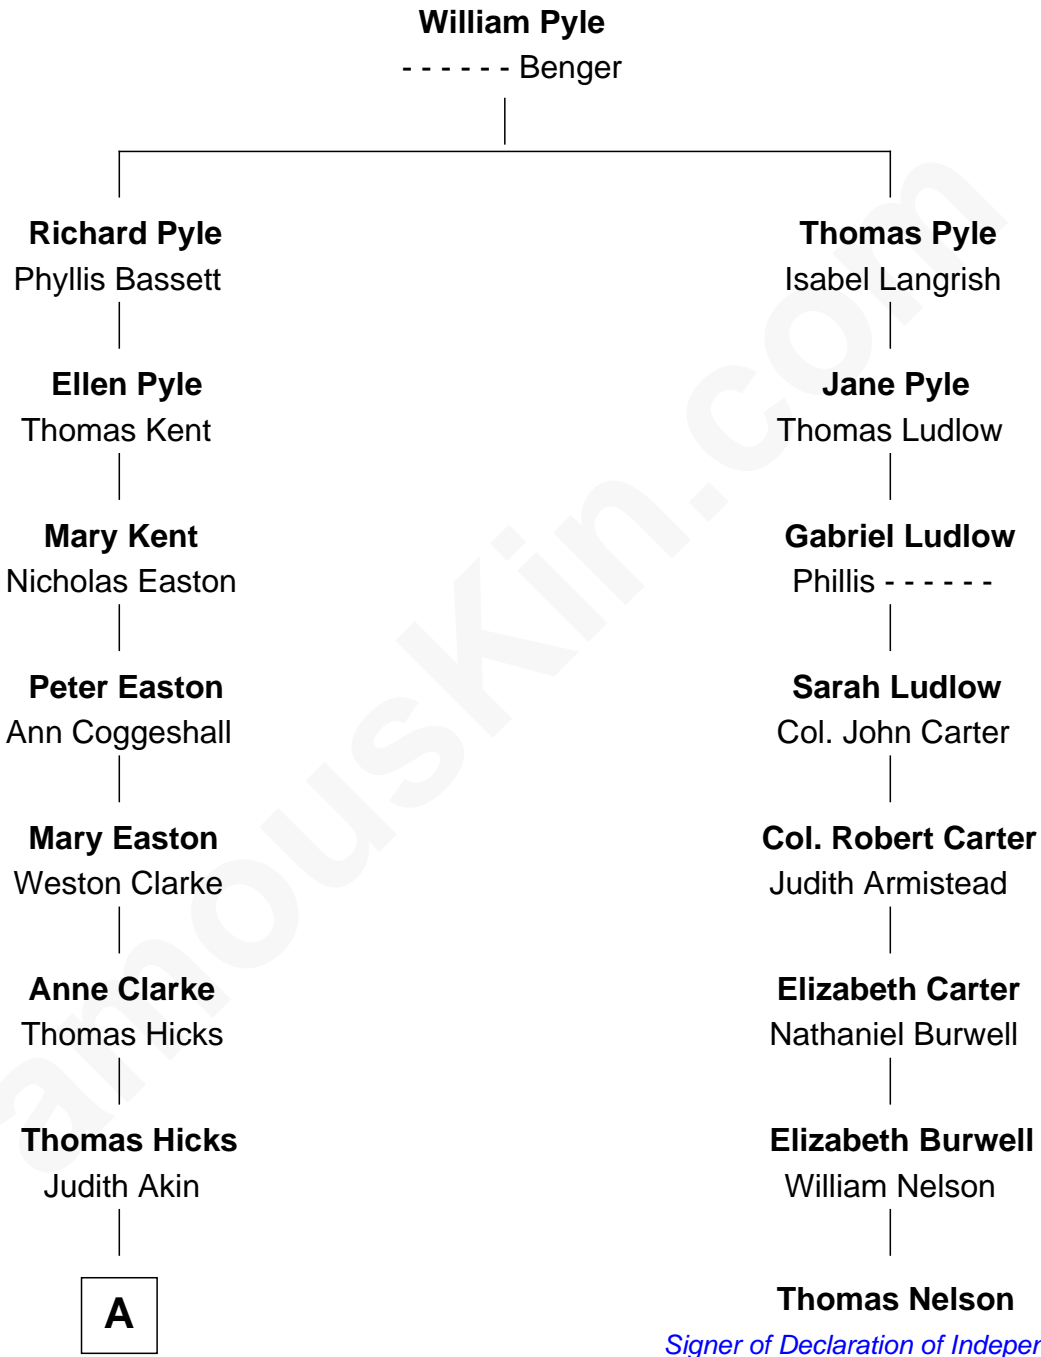 William Pyle
- - - - - - Benger
Richard Pyle
Phyllis Bassett
Ellen Pyle
Thomas Kent
Mary Kent
Nicholas Easton
Peter Easton
Ann Coggeshall
Mary Easton
Weston Clarke
Anne Clarke
Thomas Hicks
Thomas Hicks
Judith Akin
A
Thomas Pyle
Isabel Langrish
Jane Pyle
Thomas Ludlow
Gabriel Ludlow
Phillis - - - - - -
Sarah Ludlow
Col. John Carter
Col. Robert Carter
Judith Armistead
Elizabeth Carter
Nathaniel Burwell
Elizabeth Burwell
William Nelson
Thomas Nelson
Signer of Declaration of Indeper
amousKin.com